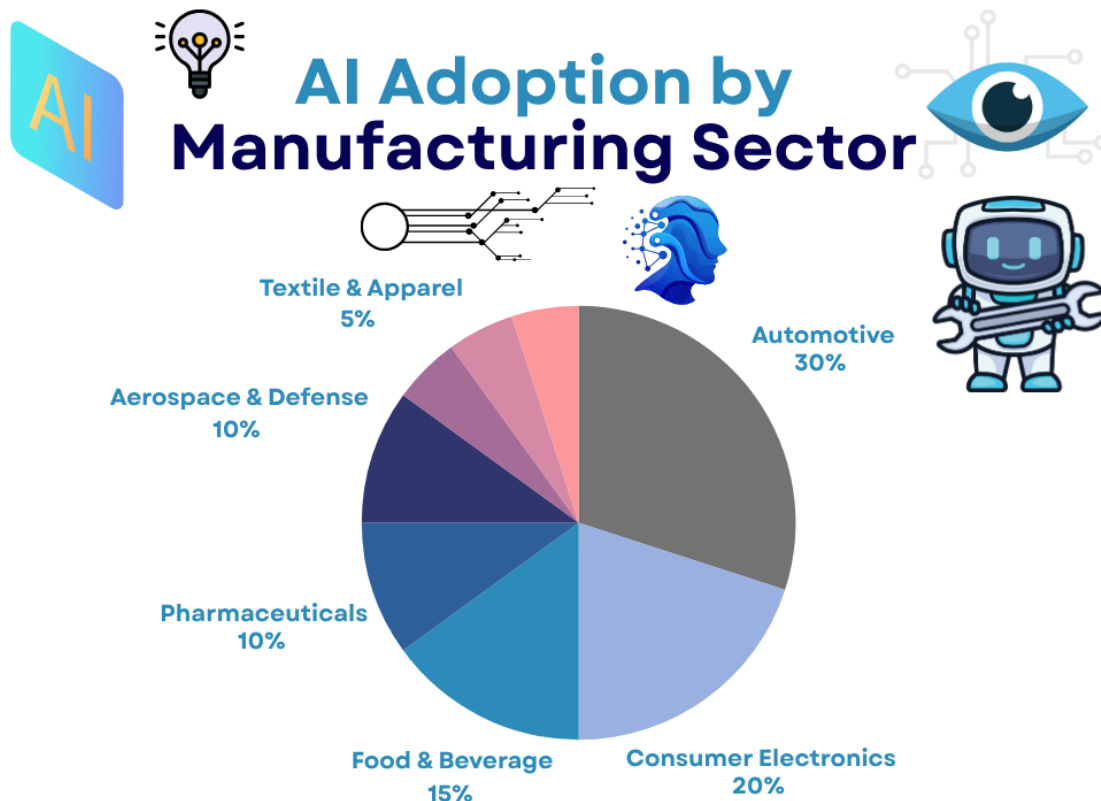 AI
AI Adoption by
Manufacturing Sector
Textile & Apparel
5%
Automotive
30%
Aerospace & Defense
10%
Pharmaceuticals
10%
Food & Beverage
15%
Consumer Electronics
20%